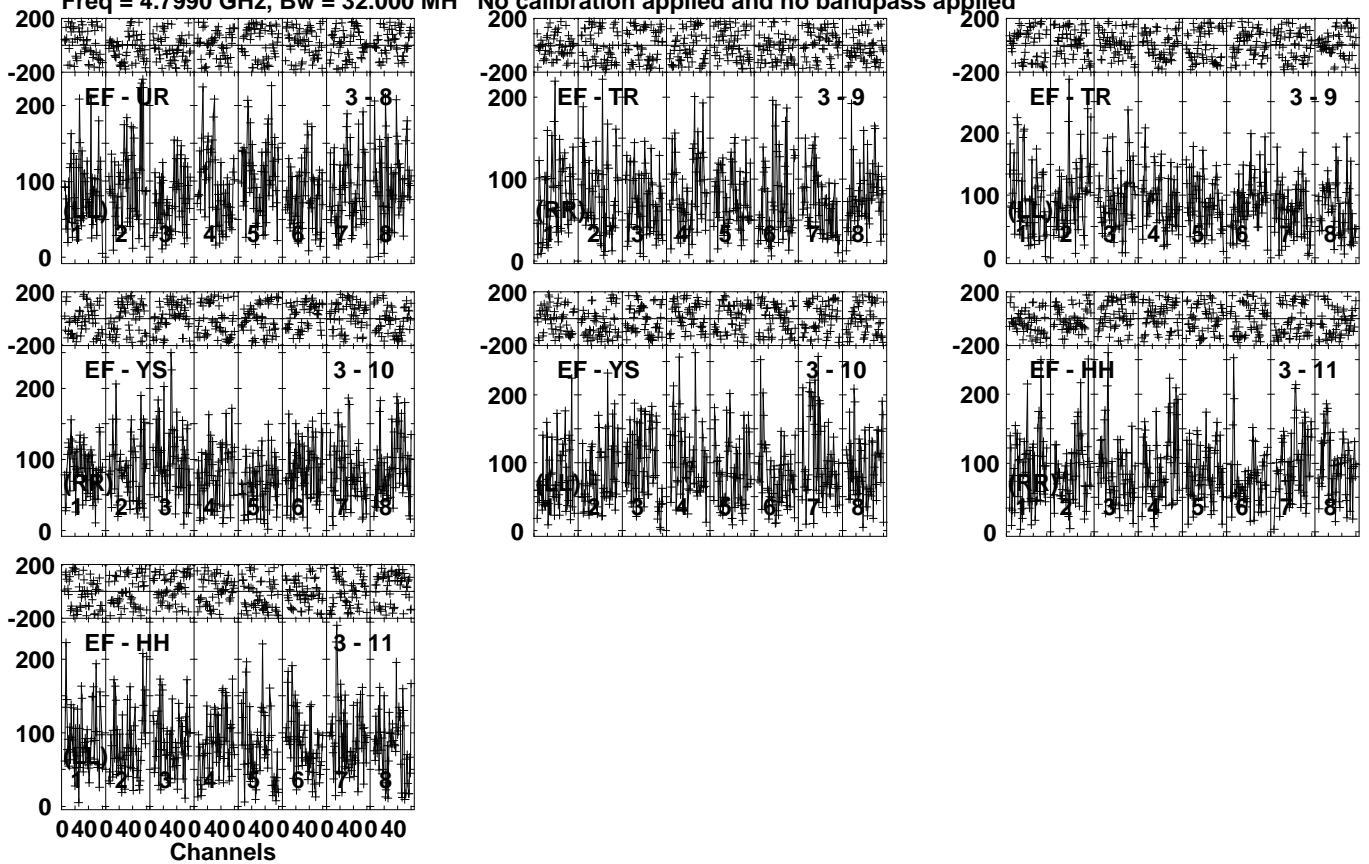 Freq = 4.7990 GHz, Bw = 32.000 MH No calibration applied and no bandpass applied
200 200 200
-200 -200 -200
EF - UR 3 - 8 EF - TR 3 - 9 EF - TR 3 - 9
200 200 200
100 100 100
(LL) (RR) (LL)
1 2 3 4 5 6 7 8 1 2 3 4 5 6 7 8 1 2 3 4 5 6 7 8
0 0 0
200 200 200
-200 -200 -200
EF - YS 3 - 10 EF - YS 3 - 10 EF - HH 3 - 11
200 200 200
100 100 100
(RR) (LL) (RR)
1 2 3 4 5 6 7 8 1 2 3 4 5 6 7 8 1 2 3 4 5 6 7 8
0 0 0
200
-200
EF - HH 3 - 11
200
100
(LL)
1 2 3 4 5 6 7 8
0
0 40 0 40 0 40 0 40 0 40 0 40 0 40 0 40
Channels